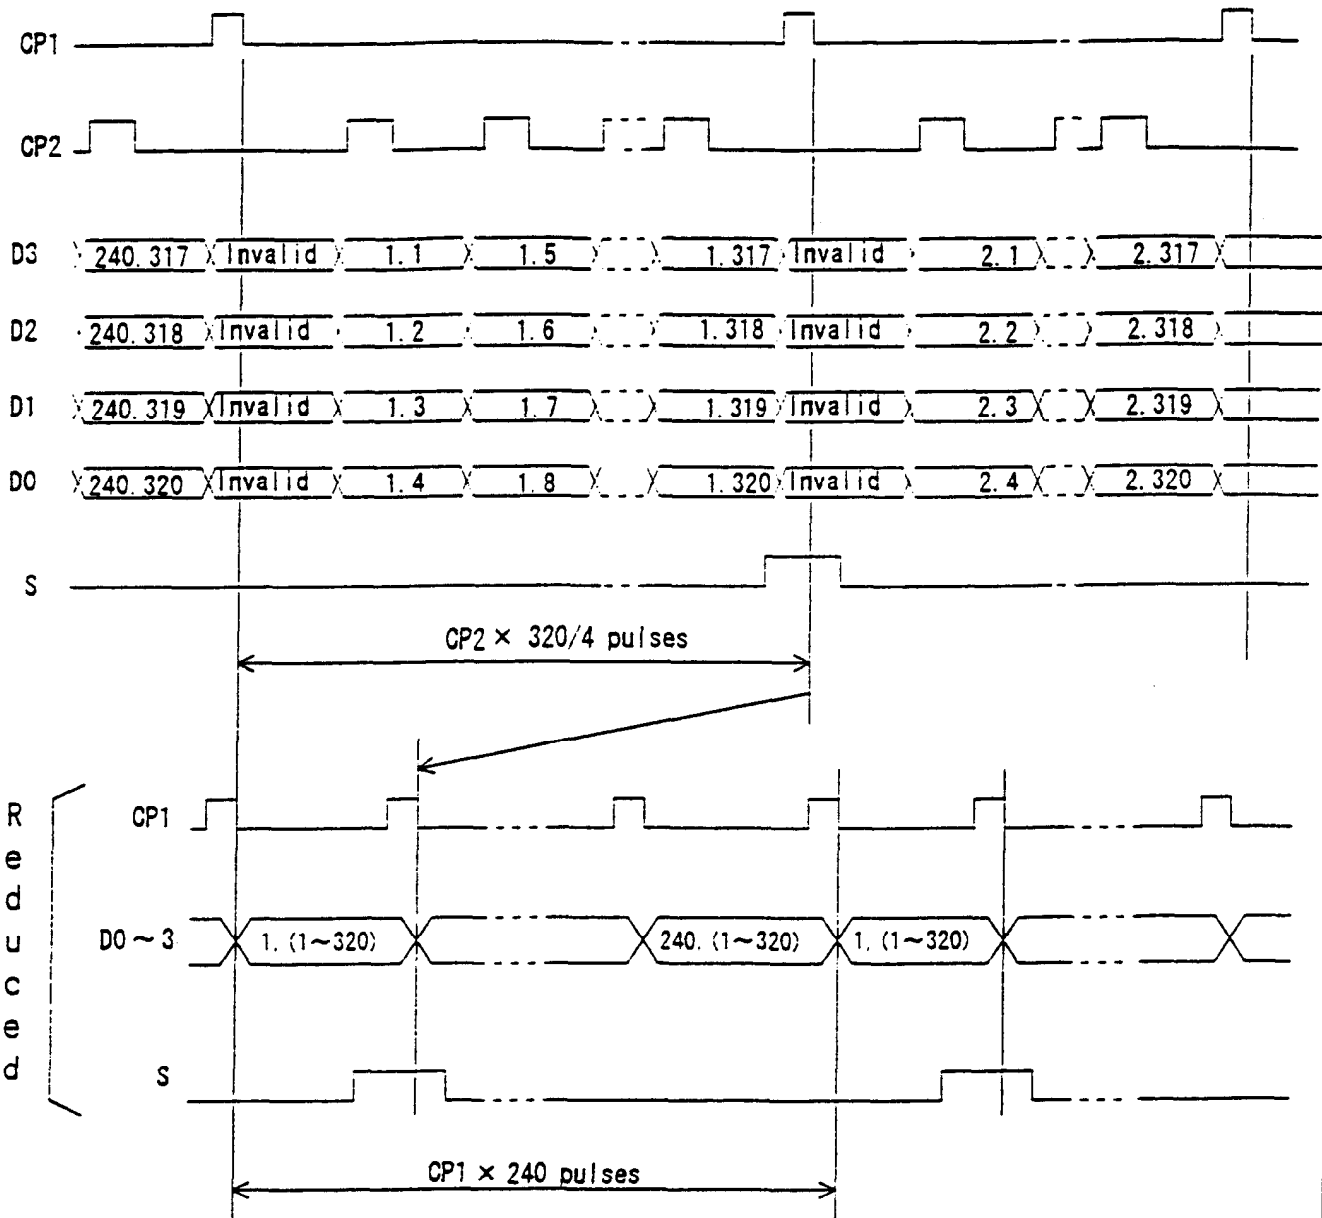 CP1
CP2
D3 240.317 Invalid 1.1 1.5 1.317 Invalid 2.1 2.317
D2 240.318 Invalid 1.2 1.6 1.318 Invalid 2.2 2.318
D1 240.319 Invalid 1.3 1.7 1.319 Invalid 2.3 2.319
D0 240.320 Invalid 1.4 1.8 1.320 Invalid 2.4 2.320
S
CP2 × 320/4 pulses
Reduced
CP1
D0～3 1. (1～320) 240. (1～320) 1. (1～320)
S
CP1 × 240 pulses